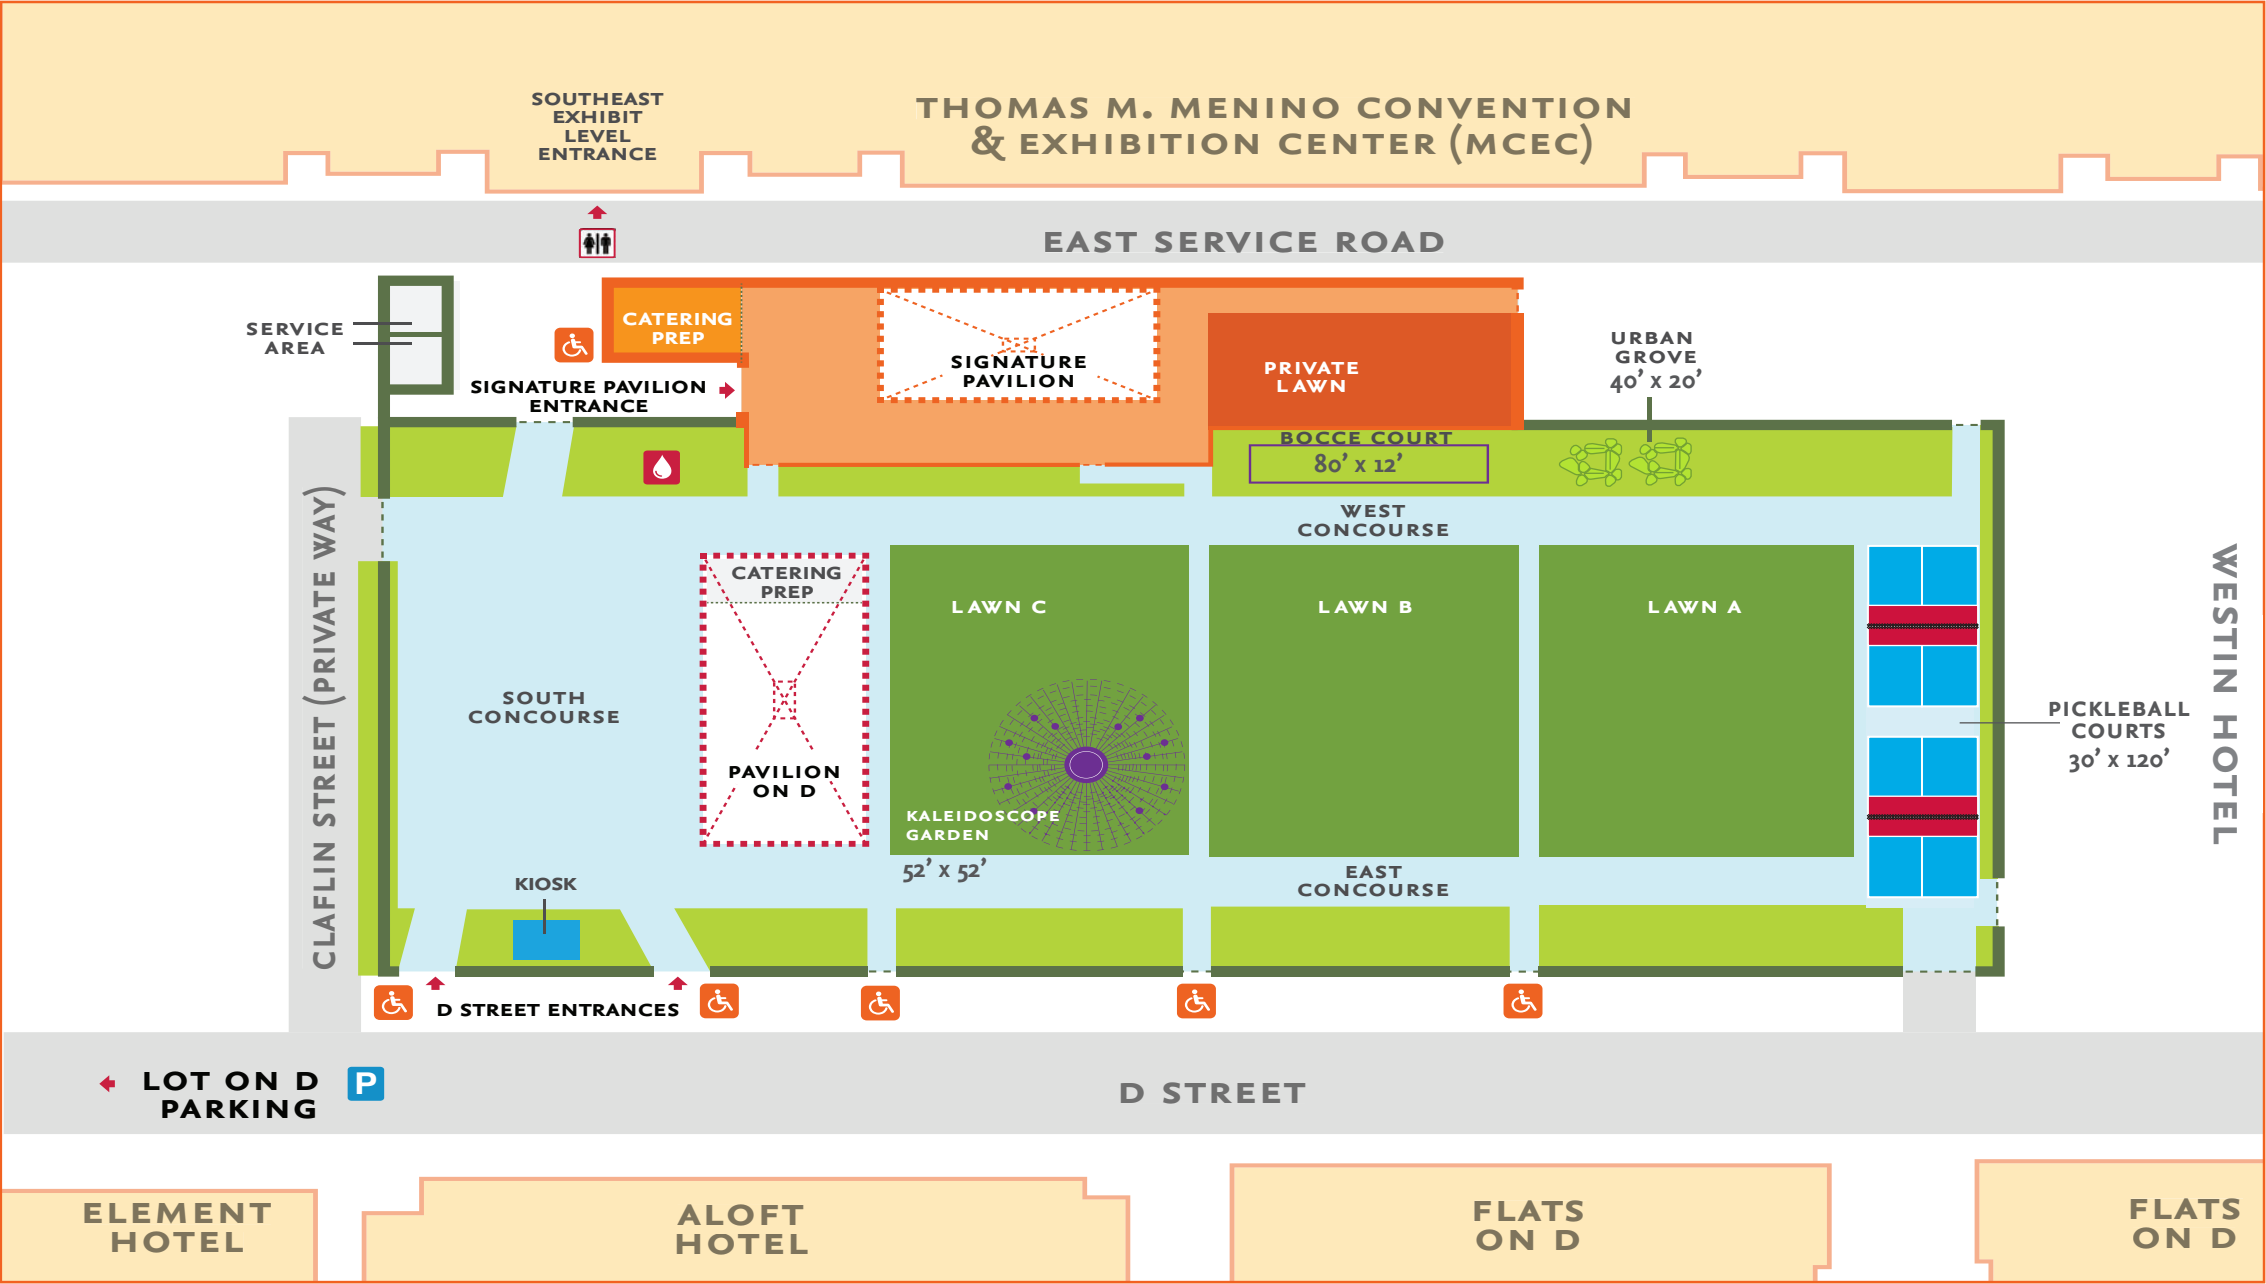 SOUTHEAST
EXHIBIT
LEVEL
ENTRANCE
THOMAS M. MENINO CONVENTION
& EXHIBITION CENTER (MCEC)
EAST SERVICE ROAD
SERVICE
AREA
CATERING
PREP
SIGNATURE PAVILION
ENTRANCE
SIGNATURE
PAVILION
PRIVATE
LAWN
URBAN
GROVE
40’ x 20’
BOCCE COURT
80’ x 12’
WEST
CONCOURSE
CLAFLIN STREET (PRIVATE WAY)
CATERING
PREP
PAVILION
ON D
SOUTH
CONCOURSE
LAWN C
LAWN B
LAWN A
KALEIDOSCOPE
GARDEN
52’ x 52’
EAST
CONCOURSE
PICKLEBALL
COURTS
30’ x 120’
WESTIN HOTEL
KIOSK
D STREET ENTRANCES
LOT ON D
PARKING
P
D STREET
ELEMENT
HOTEL
ALOFT
HOTEL
FLATS
ON D
FLATS
ON D